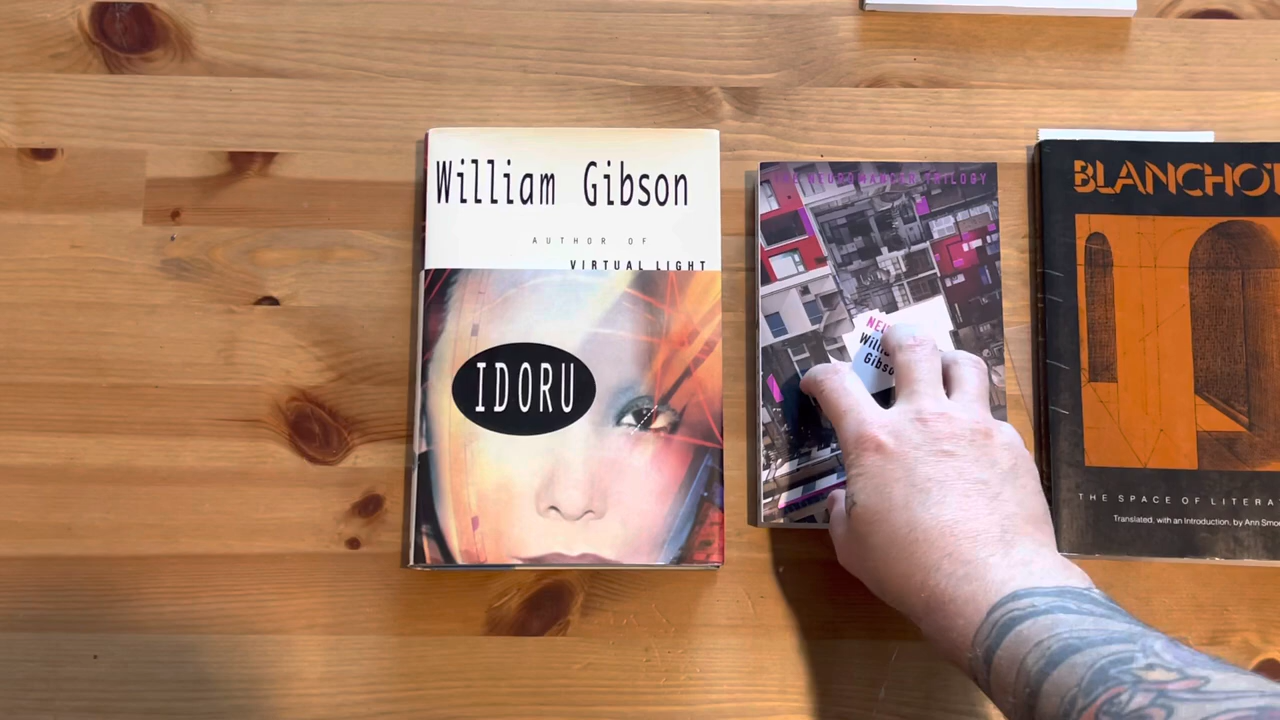 William Gibson
AUTHOR OF
VIRTUAL LIGHT
IDORU
THE NEUROMANCER TRILOGY
Gibso
BLANCHOT
THE SPACE OF LITERA
Translated, with an Introduction, by Ann Smo